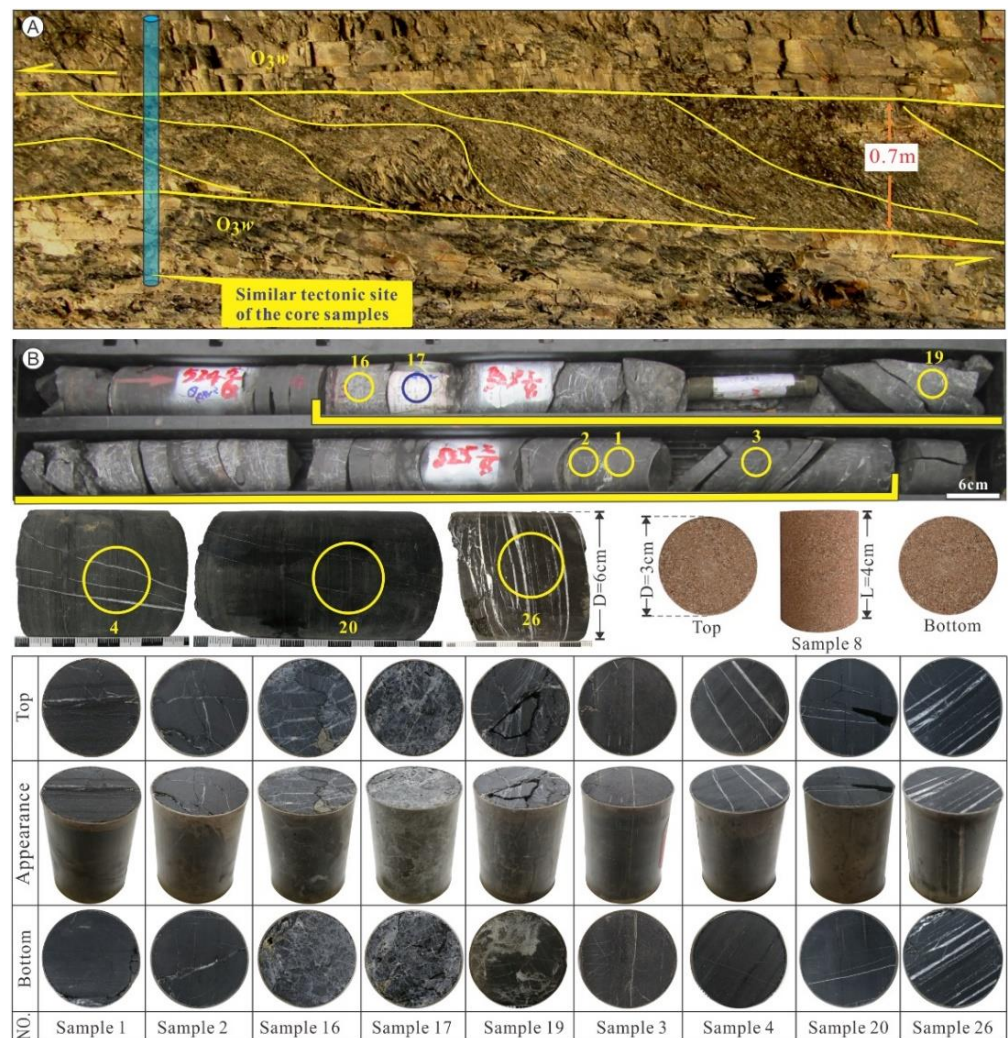 A
O3w
0.7m
O3w
Similar tectonic site
of the core samples
B
16
17
19
2
1
3
6cm
4
20
26
D=6cm
D=3cm
L=4cm
Top
Sample 8
Bottom
Top
Appearance
Bottom
NO.
Sample 1
Sample 2
Sample 16
Sample 17
Sample 19
Sample 3
Sample 4
Sample 20
Sample 26